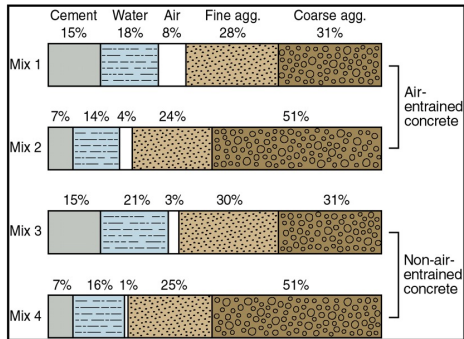 Cement Water Air Fine agg. Coarse agg.
15% 18% 8% 28% 31%
Mix 1
7% 14% 4% 24% 51%
Mix 2
Air-
entrained
concrete
15% 21% 3% 30% 31%
Mix 3
7% 16% 1% 25% 51%
Mix 4
Non-air-
entrained
concrete